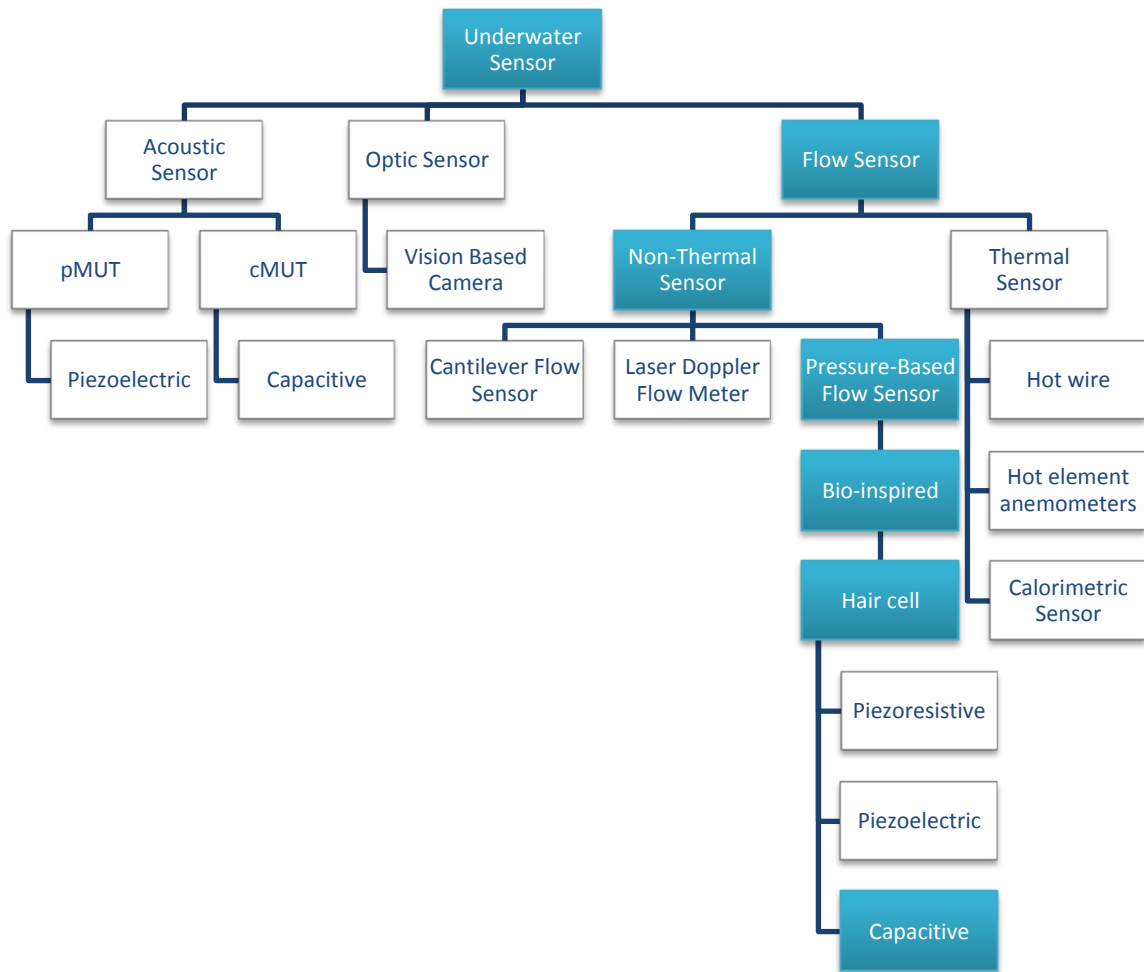 Underwater
Sensor
Acoustic
Sensor
Optic Sensor
Flow Sensor
pMUT
cMUT
Vision Based
Camera
Non-Thermal
Sensor
Thermal
Sensor
Piezoelectric
Capacitive
Cantilever Flow
Sensor
Laser Doppler
Flow Meter
Pressure-Based
Flow Sensor
Hot wire
Bio-inspired
Hot element
anemometers
Hair cell
Calorimetric
Sensor
Piezoresistive
Piezoelectric
Capacitive